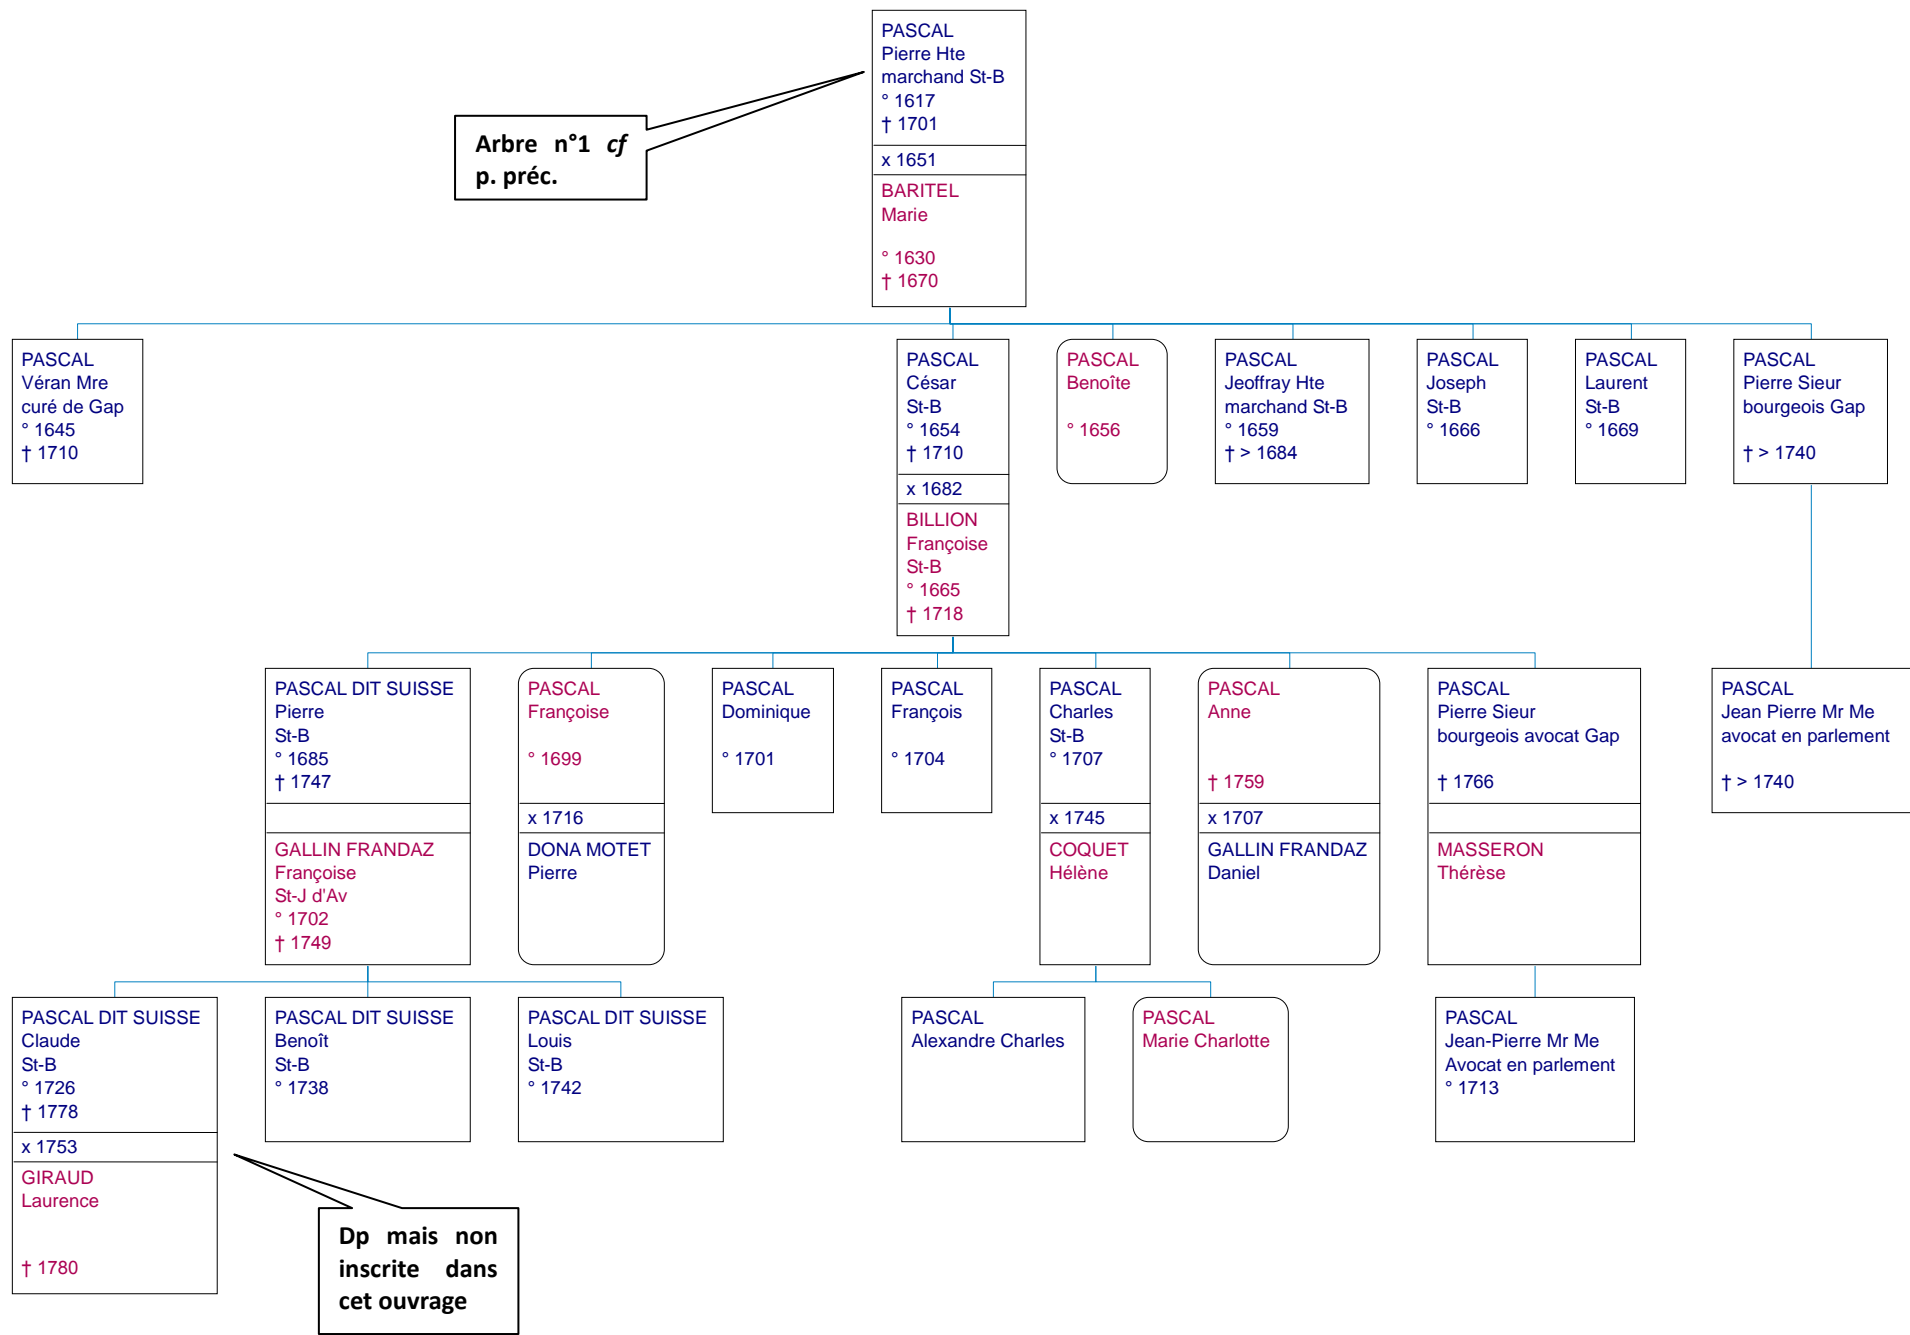 PASCAL
Pierre Hte
marchand St-B
° 1617
† 1701
x 1651
BARITEL
Marie
° 1630
† 1670
Arbre n°1 cf
p. préc.
PASCAL
Véran Mre
curé de Gap
° 1645
† 1710
PASCAL
César
St-B
° 1654
† 1710
x 1682
BILLION
Françoise
St-B
° 1665
† 1718
PASCAL
Benoîte
° 1656
PASCAL
Jeoffray Hte
marchand St-B
° 1659
† > 1684
PASCAL
Joseph
St-B
° 1666
PASCAL
Laurent
St-B
° 1669
PASCAL
Pierre Sieur
bourgeois Gap
† > 1740
PASCAL DIT SUISSE
Pierre
St-B
° 1685
† 1747
GALLIN FRANDAZ
Françoise
St-J d'Av
° 1702
† 1749
PASCAL
Françoise
° 1699
x 1716
DONA MOTET
Pierre
PASCAL
Dominique
° 1701
PASCAL
François
° 1704
PASCAL
Charles
St-B
° 1707
x 1745
COQUET
Hélène
PASCAL
Anne
† 1759
x 1707
GALLIN FRANDAZ
Daniel
PASCAL
Pierre Sieur
bourgeois avocat Gap
† 1766
MASSERON
Thérèse
PASCAL
Jean Pierre Mr Me
avocat en parlement
† > 1740
PASCAL DIT SUISSE
Claude
St-B
° 1726
† 1778
x 1753
GIRAUD
Laurence
† 1780
PASCAL DIT SUISSE
Benoît
St-B
° 1738
PASCAL DIT SUISSE
Louis
St-B
° 1742
PASCAL
Alexandre Charles
PASCAL
Marie Charlotte
PASCAL
Jean-Pierre Mr Me
Avocat en parlement
° 1713
Dp mais non
inscrite dans
cet ouvrage